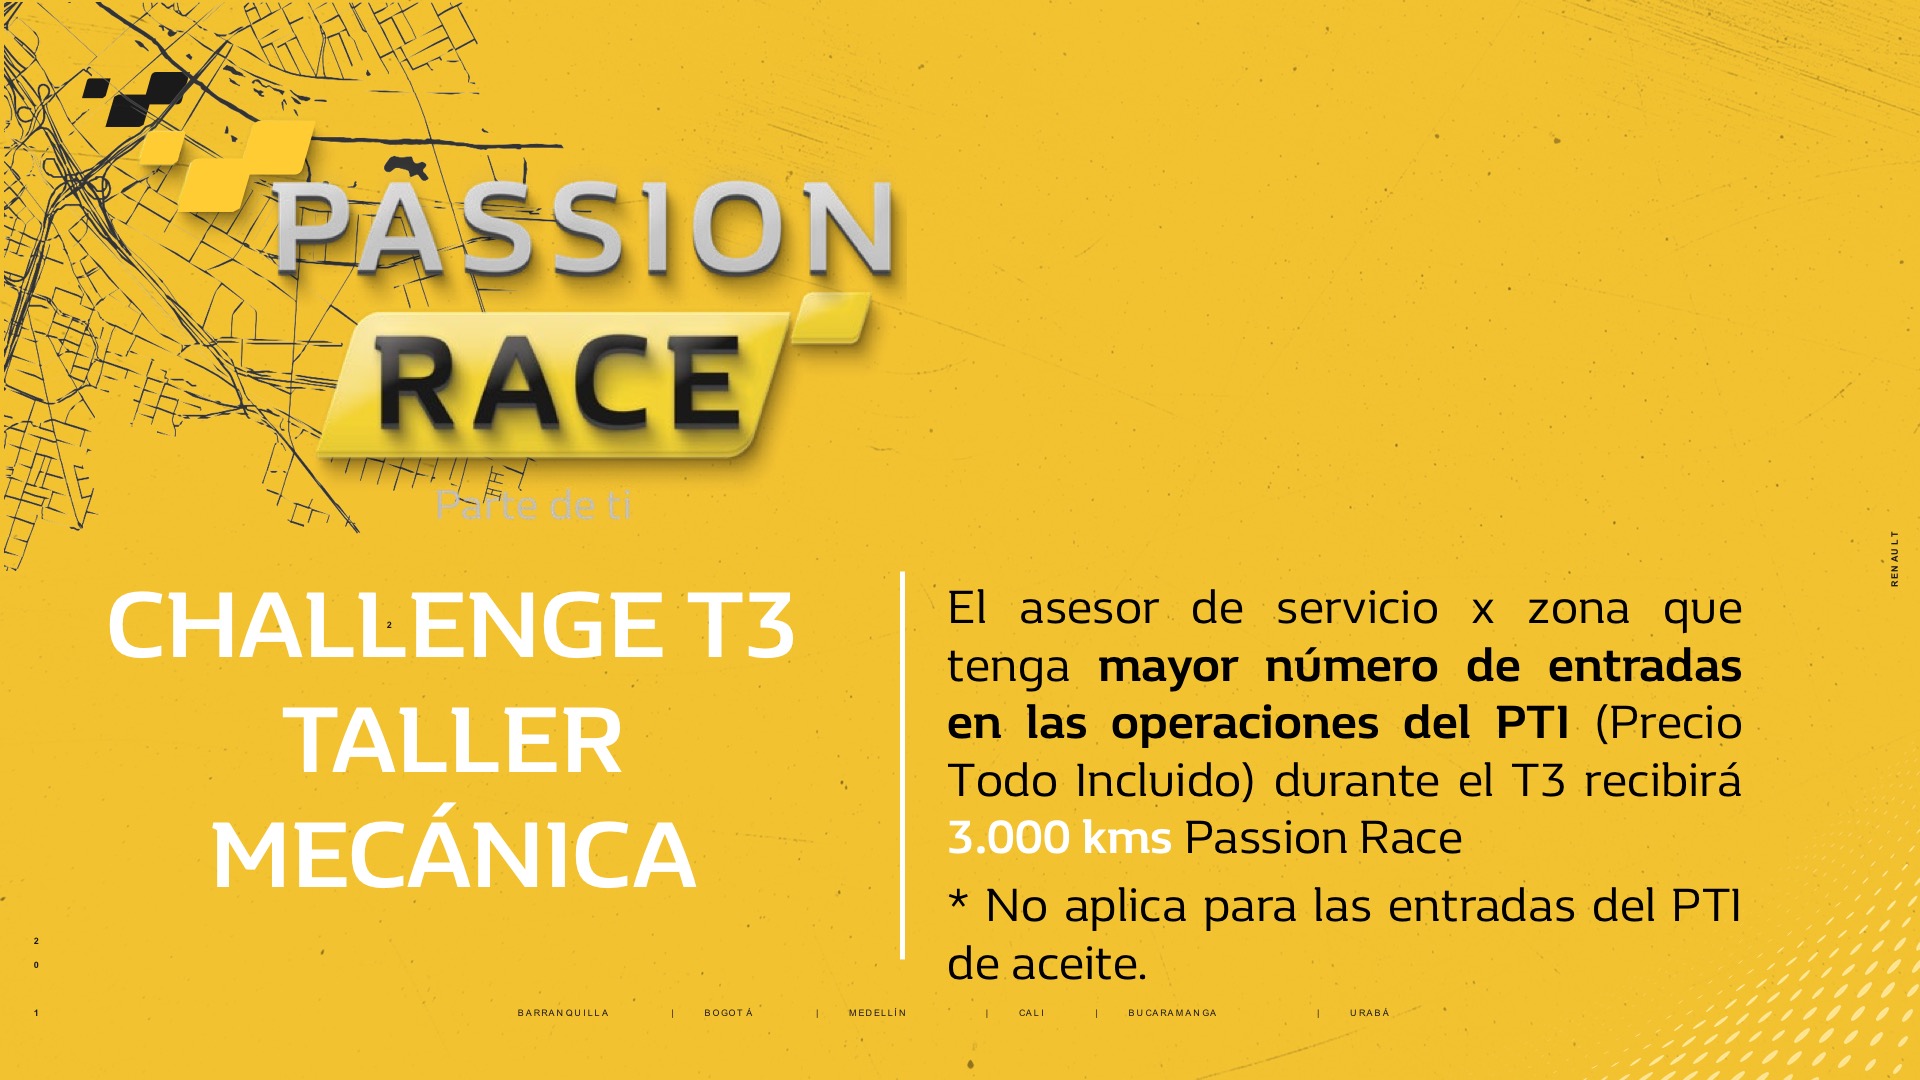 PASSION
RACE
Parte de ti
RENAULT
CHALLENGE T3
2
TALLER
MECÁNICA
El asesor de servicio x zona que
tenga mayor número de entradas
en las operaciones del PTI (Precio
Todo Incluido) durante el T3 recibirá
3.000 kms Passion Race
* No aplica para las entradas del PTI
de aceite.
2
0
1
BARRANQUILLA | BOGOTÁ | MEDELLÍN | CALI | BUCARAMANGA | URABÁ